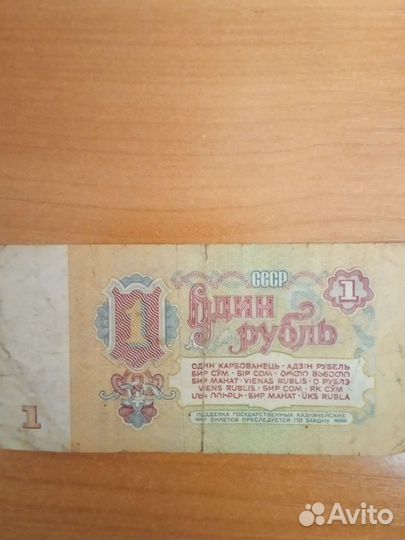 СССР
1
1
Один
рубль
ОДИН КАРБОВАНЕЦЬ · АДЗІН РУБЕЛЬ
БИР СЎМ · БІР СОМ · ᲔᲠᲗᲘ ᲛᲐᲜᲔᲗᲘ
БИР МАНАТ · VIENAS RUBLIS · О РУБЛЭ
VIENS RUBLIS · БИР СОМ · ЯК СЎМ
ՄԵԿ ՌՈՒԲԼԻ · БИР МАНАТ · ÜKS RUBLA
1
ПОДДЕЛКА ГОСУДАРСТВЕННЫХ КАЗНАЧЕЙСКИХ
БИЛЕТОВ ПРЕСЛЕДУЕТСЯ ПО ЗАКОНУ
Avito